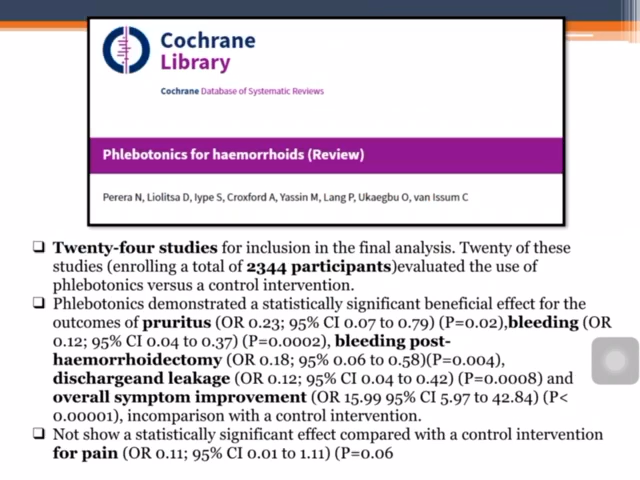 Cochrane
Library
Cochrane Database of Systematic Reviews
Phlebotonics for haemorrhoids (Review)
Perera N, Liolitsa D, Iype S, Croxford A, Yassin M, Lang P, Ukaegbu O, van Issum C
❑ Twenty-four studies for inclusion in the final analysis. Twenty of these
studies (enrolling a total of 2344 participants)evaluated the use of
phlebotonics versus a control intervention.
❑ Phlebotonics demonstrated a statistically significant beneficial effect for the
outcomes of pruritus (OR 0.23; 95% CI 0.07 to 0.79) (P=0.02),bleeding (OR
0.12; 95% CI 0.04 to 0.37) (P=0.0002), bleeding post-
haemorrhoidectomy (OR 0.18; 95% 0.06 to 0.58)(P=0.004),
dischargeand leakage (OR 0.12; 95% CI 0.04 to 0.42) (P=0.0008) and
overall symptom improvement (OR 15.99 95% CI 5.97 to 42.84) (P<
0.00001), incomparison with a control intervention.
❑ Not show a statistically significant effect compared with a control intervention
for pain (OR 0.11; 95% CI 0.01 to 1.11) (P=0.06